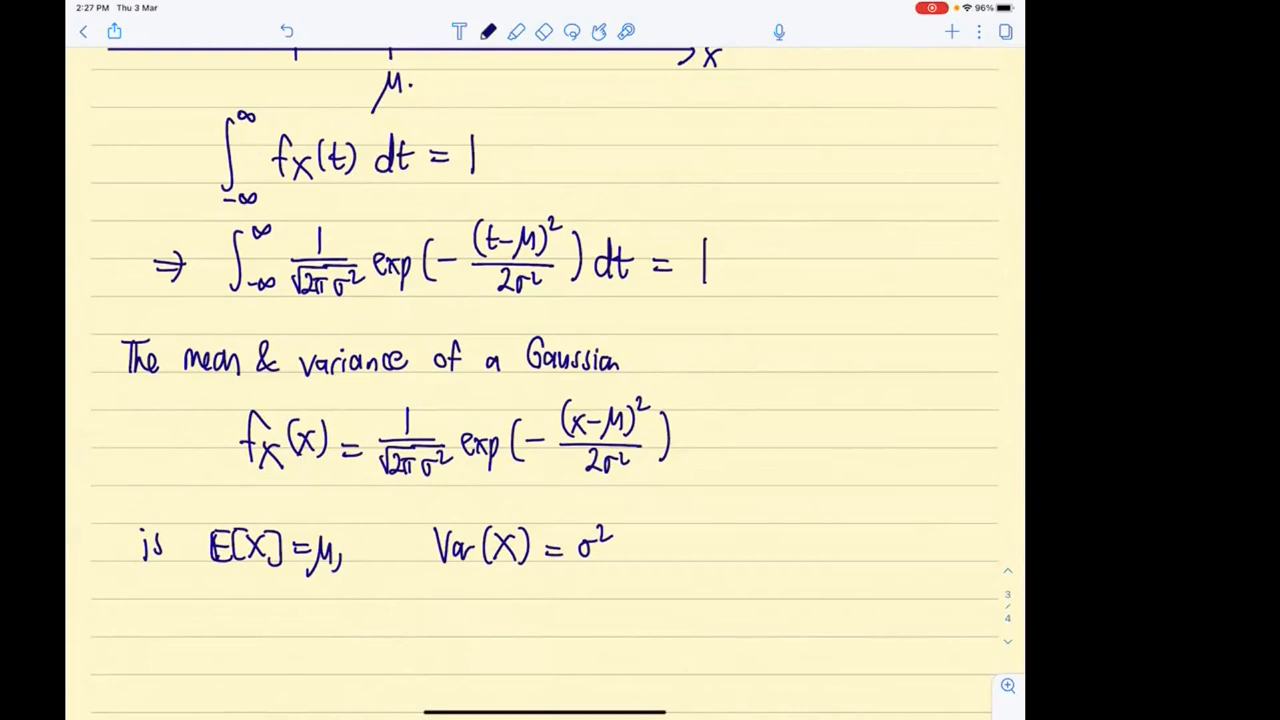 2:27 PM Thu 3 Mar 96%
x
μ.
∫_{-∞}^{∞} f_X(t) dt = 1
⇒ ∫_{-∞}^{∞} 1/√(2πσ²) exp(- (t-μ)²/2σ²) dt = 1
The mean & variance of a Gaussian
f_X(x) = 1/√(2πσ²) exp(- (x-μ)²/2σ²)
is E[X] = μ, Var(X) = σ²
3
/
4